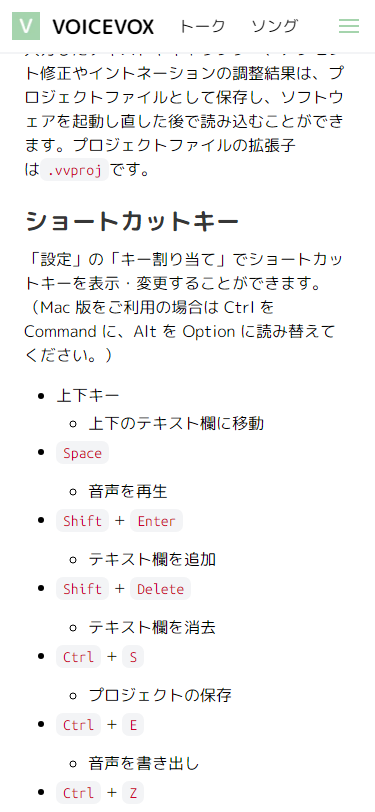 V VOICEVOX トーク ソング
ト修正やイントネーションの調整結果は、プ
ロジェクトファイルとして保存し、ソフトウ
ェアを起動し直した後で読み込むことができ
ます。プロジェクトファイルの拡張子
は .vvproj です。
ショートカットキー
「設定」の「キー割り当て」でショートカッ
トキーを表示・変更することができます。
（Mac 版をご利用の場合は Ctrl を
Command に、Alt を Option に読み替えて
ください。）
上下キー
上下のテキスト欄に移動
Space
音声を再生
Shift + Enter
テキスト欄を追加
Shift + Delete
テキスト欄を消去
Ctrl + S
プロジェクトの保存
Ctrl + E
音声を書き出し
Ctrl + Z